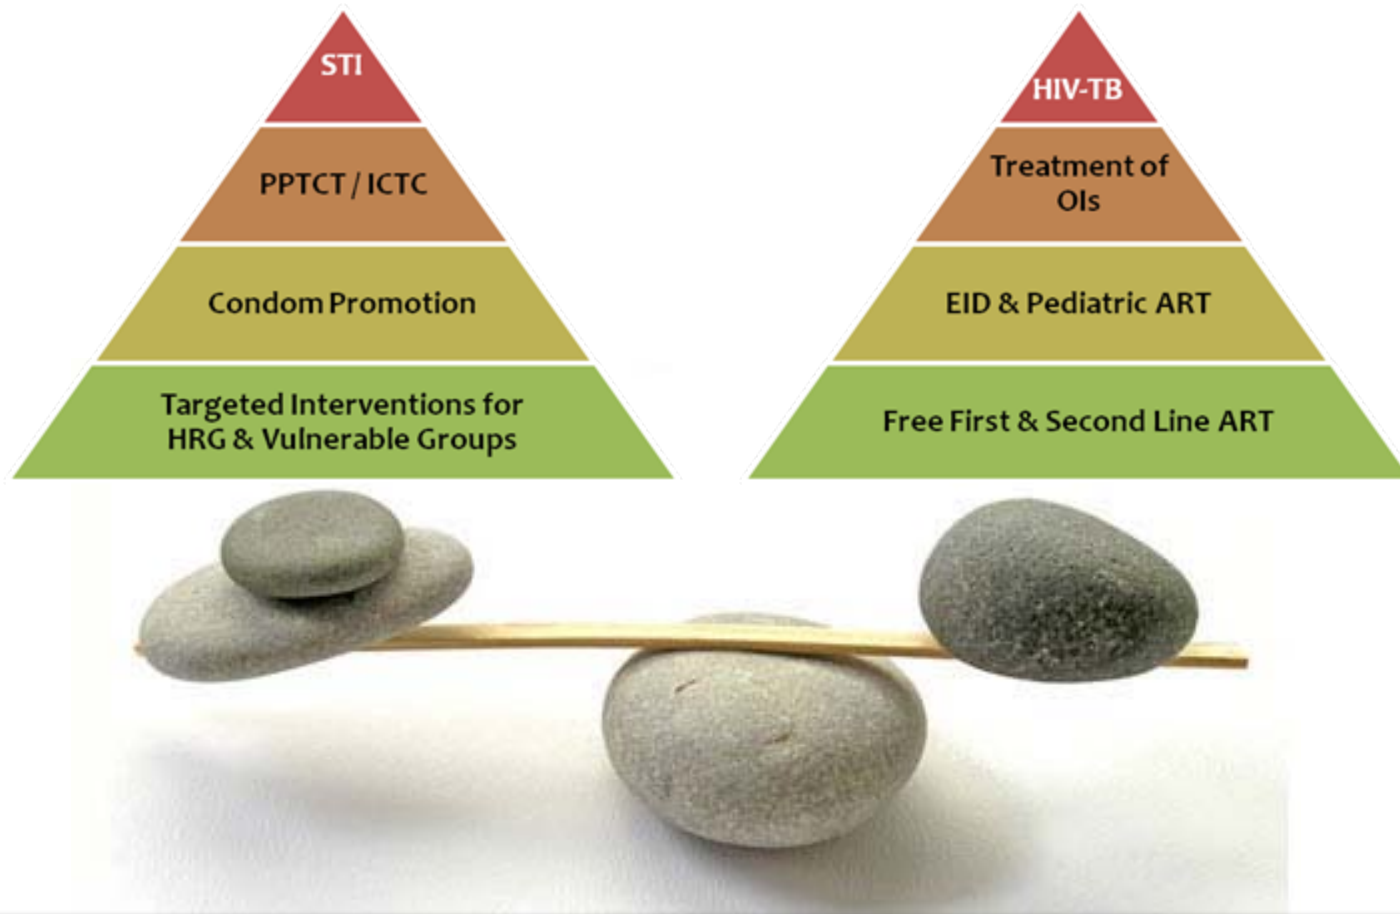 STI
PPTCT / ICTC
Condom Promotion
Targeted Interventions for
HRG & Vulnerable Groups
HIV-TB
Treatment of
OIs
EID & Pediatric ART
Free First & Second Line ART